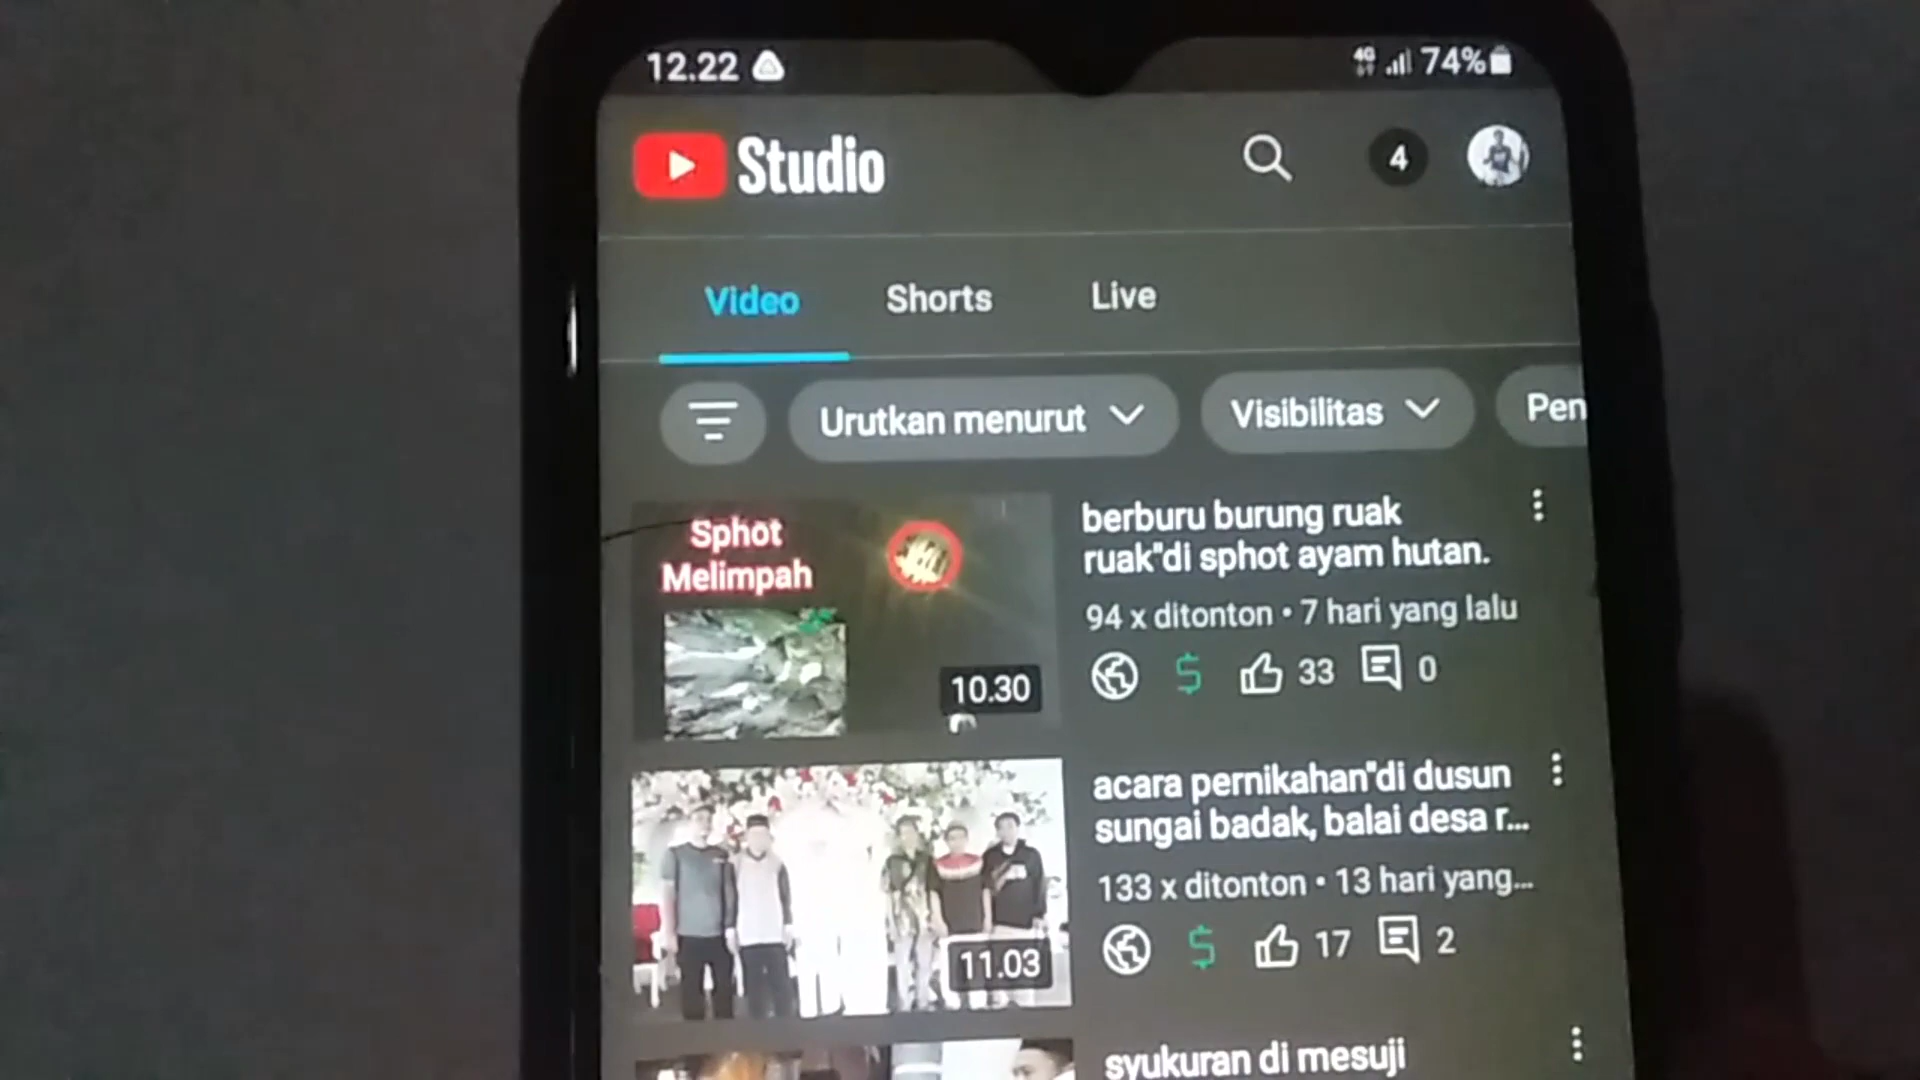 12.22
4G 74%
Studio
4
Video Shorts Live
Urutkan menurut Visibilitas Pen
Sphot
Melimpah
10.30
berburu burung ruak
ruak"di sphot ayam hutan.
94 x ditonton • 7 hari yang lalu
$ 33 0
11.03
acara pernikahan"di dusun
sungai badak, balai desa r...
133 x ditonton • 13 hari yang...
$ 17 2
syukuran di mesuji